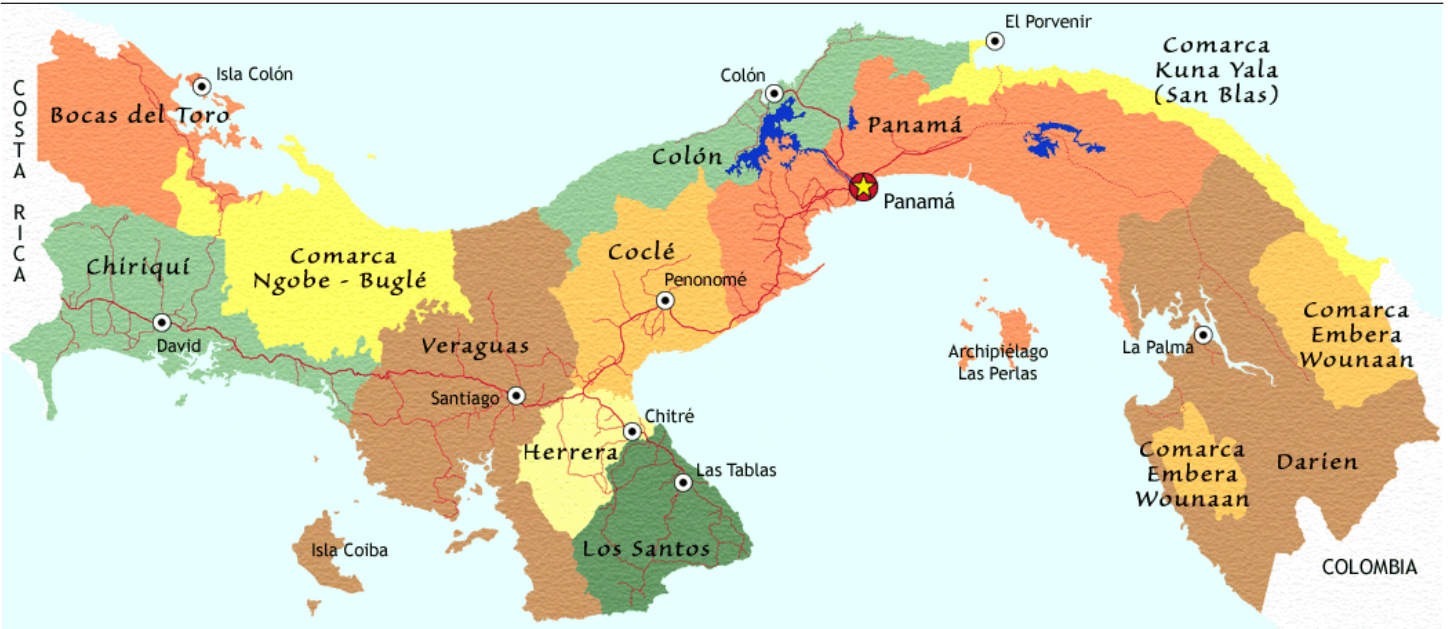 El Porvenir
Comarca
Kuna Yala
(San Blas)
Isla Colón
Colón
COSTA RICA
Bocas del Toro
Panamá
Colón
Panamá
Chiriquí
Comarca
Ngobe - Buglé
Coclé
Penonomé
David
Veraguas
Archipiélago
Las Perlas
La Palma
Comarca
Embera
Wounaan
Santiago
Chitré
Herrera
Las Tablas
Comarca
Embera
Wounaan
Darien
Isla Coiba
Los Santos
COLOMBIA